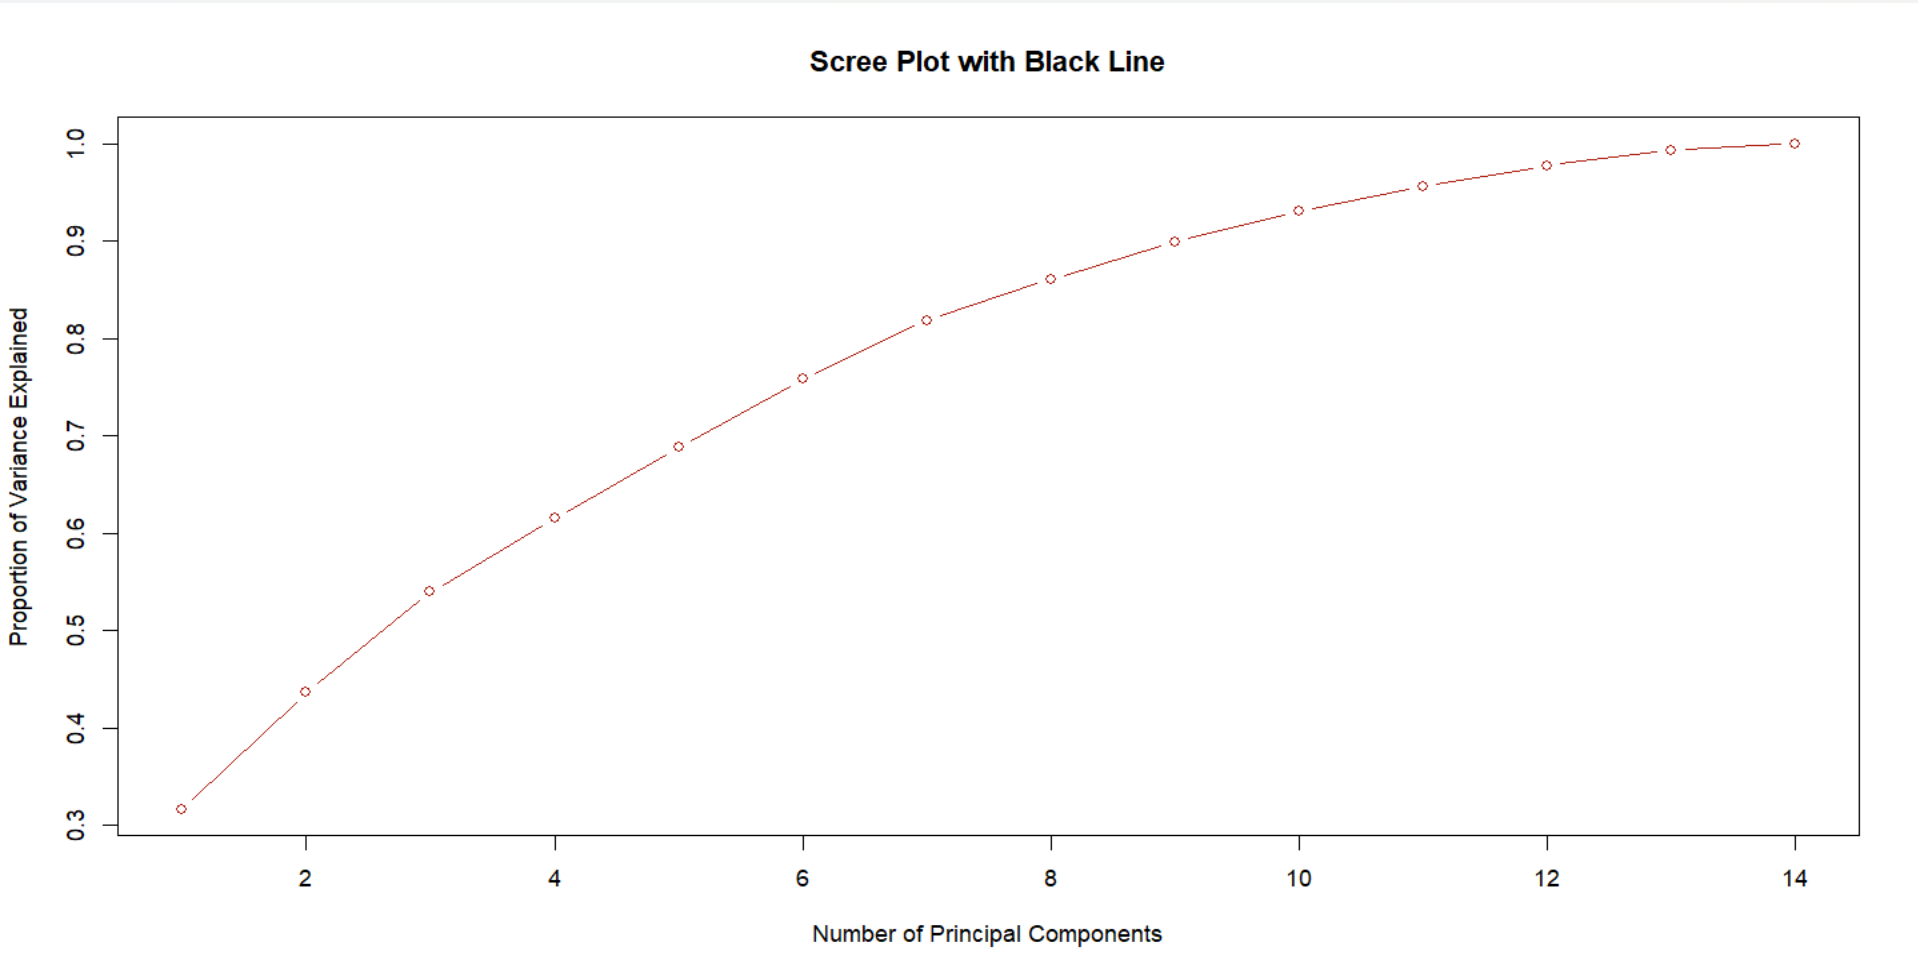 Scree Plot with Black Line
Proportion of Variance Explained
1.0
0.9
0.8
0.7
0.6
0.5
0.4
0.3
2 4 6 8 10 12 14
Number of Principal Components